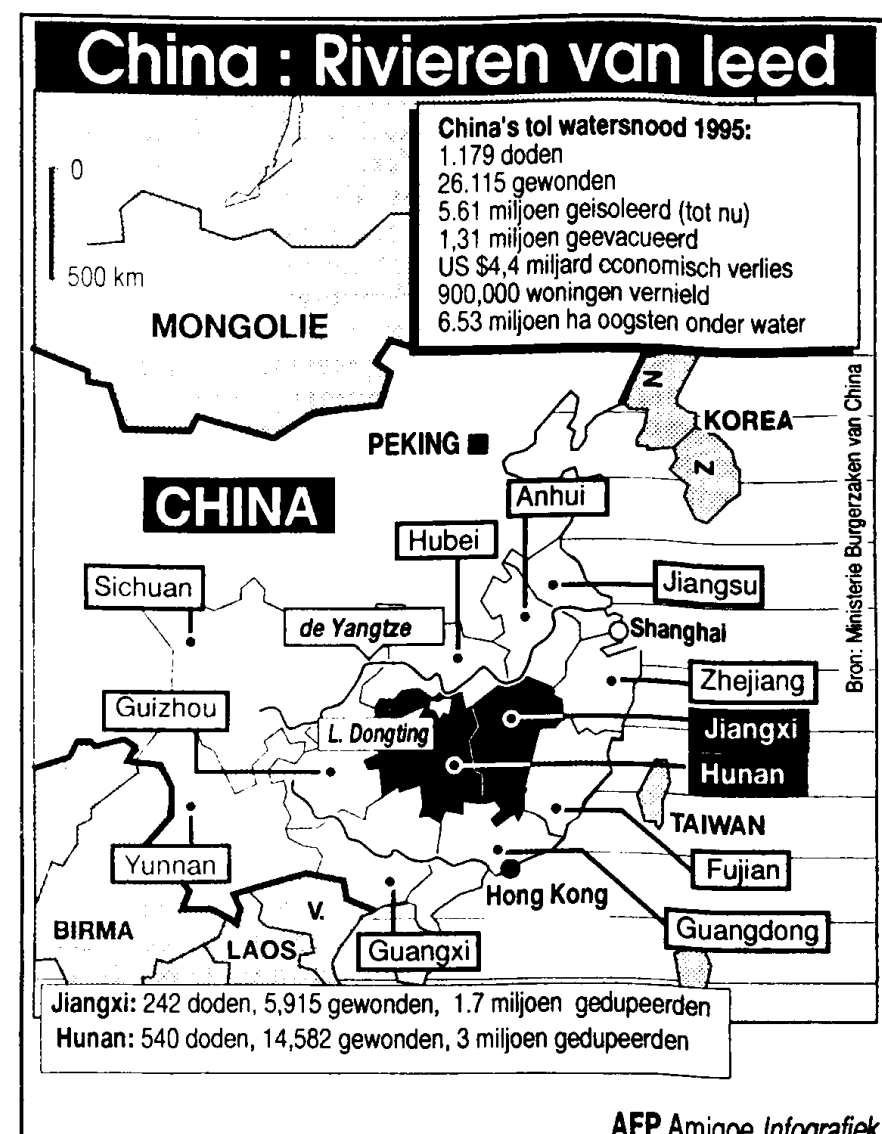 China : Rivieren van leed
China's tol watersnood 1995:
1.179 doden
26.115 gewonden
5.61 miljoen geisoleerd (tot nu)
1,31 miljoen geevacueerd
US $4,4 miljard economisch verlies
900,000 woningen vernield
6.53 miljoen ha oogsten onder water
0
500 km
MONGOLIE
N
KOREA
Z
PEKING
CHINA
Anhui
Hubei
Jiangsu
Sichuan
de Yangtze
Shanghai
Zhejiang
Guizhou
L. Dongting
Jiangxi
Hunan
TAIWAN
Yunnan
Fujian
Hong Kong
V.
BIRMA
LAOS
Guangxi
Guangdong
Bron: Ministerie Burgerzaken van China
Jiangxi: 242 doden, 5,915 gewonden, 1.7 miljoen gedupeerden
Hunan: 540 doden, 14,582 gewonden, 3 miljoen gedupeerden
AFP Amigoe Infografiek